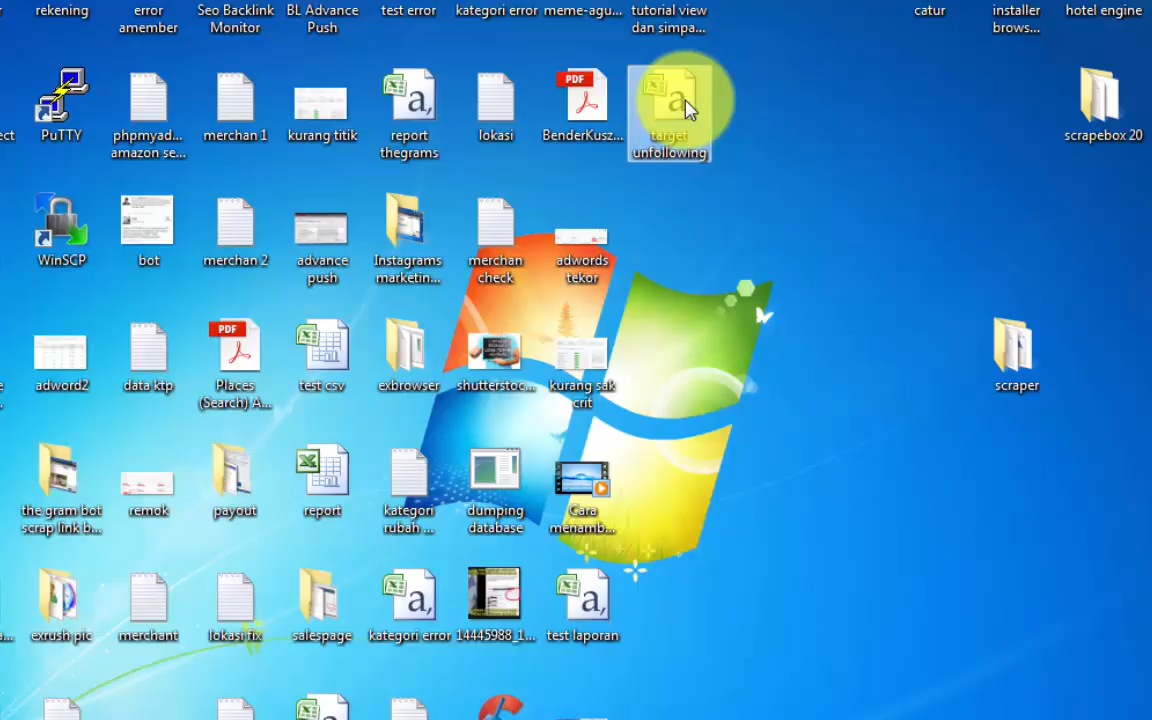 rekening
error
amember
Seo Backlink
Monitor
BL Advance
Push
test error
kategori error
meme-agu...
tutorial view
dan simpa...
catur
installer
brows...
hotel engine
ect
PuTTY
phpmyad...
amazon se...
merchan 1
kurang titik
a,
report
thegrams
lokasi
PDF
BenderKusz...
a
target
unfollowing
scrapebox 20
WinSCP
bot
merchan 2
advance
push
Instagrams
marketin...
merchan
check
adwords
tekor
adword2
data ktp
PDF
Places
(Search) A...
test csv
exbrowser
shutterstoc...
kurang sak
crit
scraper
the gram bot
scrap link b...
remok
payout
report
kategori
rubah ...
dumping
database
Cara
menamb...
exrush pic
merchant
lokasi fix
salespage
a,
kategori error
14445988_1...
a,
test laporan